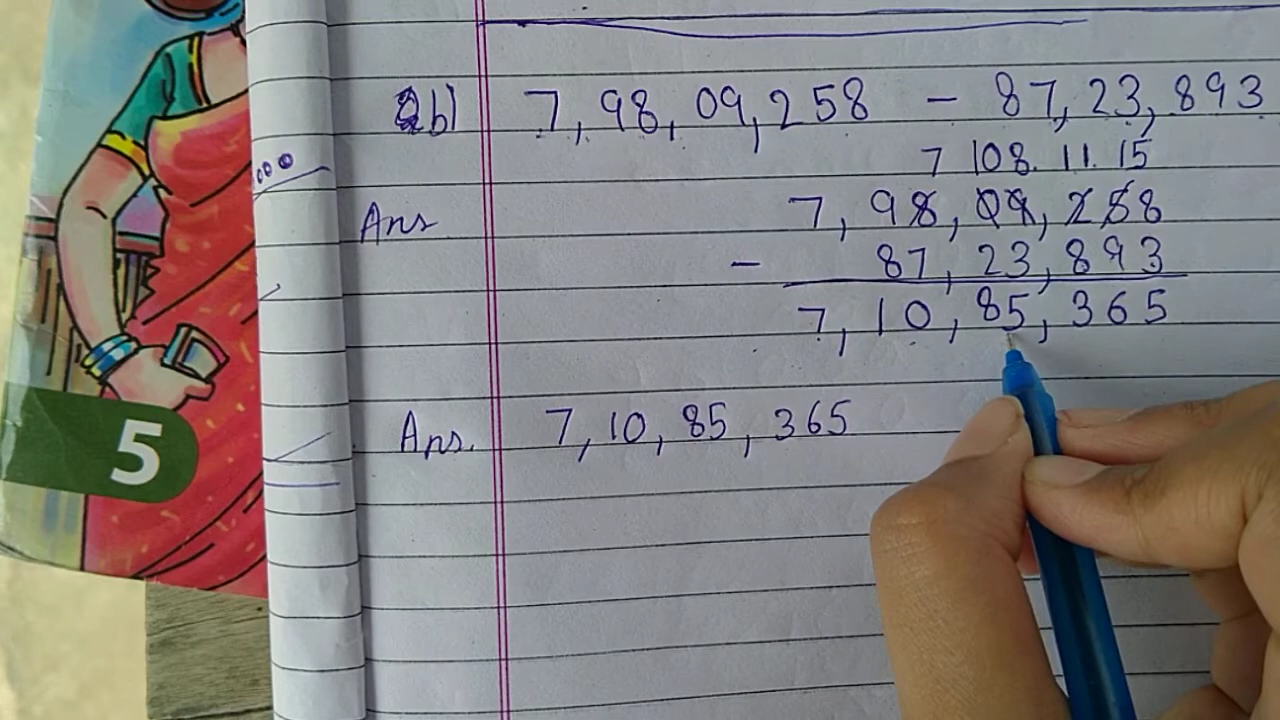 Qb) 7, 98, 09, 258 - 87, 23, 893
7 108. 11. 15
Ans 7, 98, 09, 258
- 87, 23, 893
7, 10, 85, 365
Ans. 7, 10, 85, 365
5